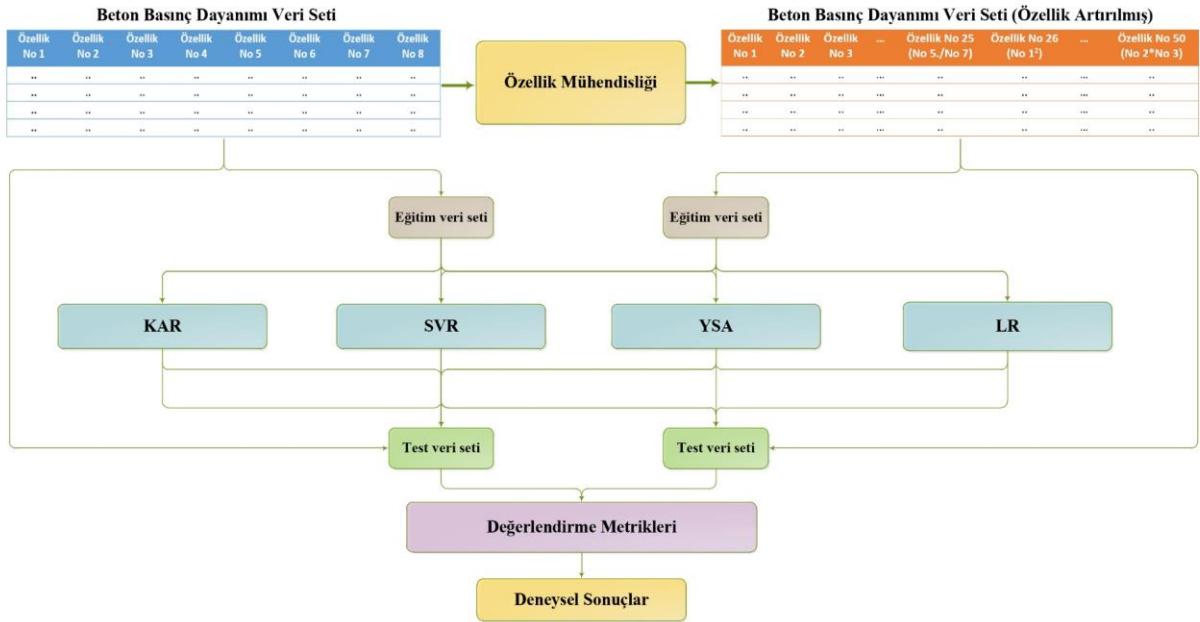 Beton Basınç Dayanımı Veri Seti
Özellik No 1 Özellik No 2 Özellik No 3 Özellik No 4 Özellik No 5 Özellik No 6 Özellik No 7 Özellik No 8
.. .. .. .. .. .. .. ..
.. .. .. .. .. .. .. ..
.. .. .. .. .. .. .. ..
.. .. .. .. .. .. .. ..
Özellik Mühendisliği
Beton Basınç Dayanımı Veri Seti (Özellik Artırılmış)
Özellik No 1 Özellik No 2 Özellik No 3 ... Özellik No 25 (No 5./No 7) Özellik No 26 (No 1²) ... Özellik No 50 (No 2*No 3)
.. .. .. ... .. .. ... ..
.. .. .. ... .. .. ... ..
.. .. .. ... .. .. ... ..
.. .. .. ... .. .. ... ..
Eğitim veri seti
Eğitim veri seti
KAR
SVR
YSA
LR
Test veri seti
Test veri seti
Değerlendirme Metrikleri
Deneysel Sonuçlar